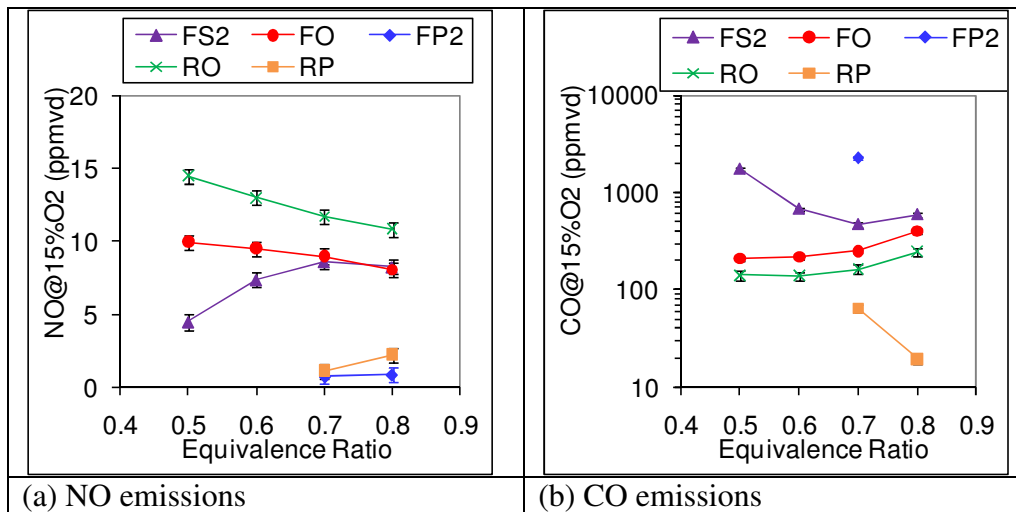 FS2 FO FP2
RO RP
NO@15%O2 (ppmvd)
20
15
10
5
0
0.4 0.5 0.6 0.7 0.8 0.9
Equivalence Ratio
(a) NO emissions
FS2 FO FP2
RO RP
CO@15%O2 (ppmvd)
10000
1000
100
10
0.4 0.5 0.6 0.7 0.8 0.9
Equivalence Ratio
(b) CO emissions